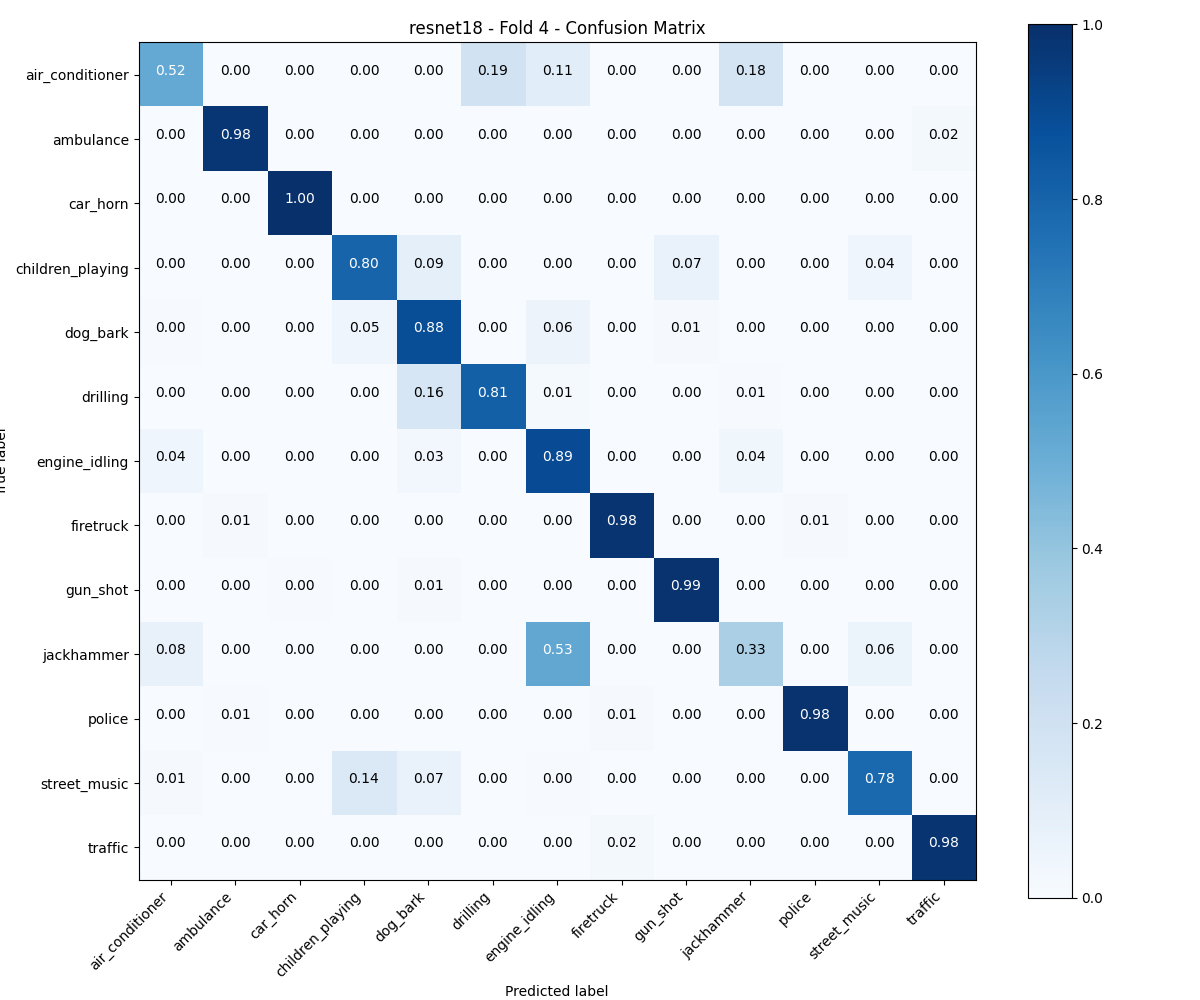 resnet18 - Fold 4 - Confusion Matrix
air_conditioner 0.52 0.00 0.00 0.00 0.00 0.19 0.11 0.00 0.00 0.18 0.00 0.00 0.00
ambulance 0.00 0.98 0.00 0.00 0.00 0.00 0.00 0.00 0.00 0.00 0.00 0.00 0.02
car_horn 0.00 0.00 1.00 0.00 0.00 0.00 0.00 0.00 0.00 0.00 0.00 0.00 0.00
children_playing 0.00 0.00 0.00 0.80 0.09 0.00 0.00 0.00 0.07 0.00 0.00 0.04 0.00
dog_bark 0.00 0.00 0.00 0.05 0.88 0.00 0.06 0.00 0.01 0.00 0.00 0.00 0.00
drilling 0.00 0.00 0.00 0.00 0.16 0.81 0.01 0.00 0.00 0.01 0.00 0.00 0.00
engine_idling 0.04 0.00 0.00 0.00 0.03 0.00 0.89 0.00 0.00 0.04 0.00 0.00 0.00
firetruck 0.00 0.01 0.00 0.00 0.00 0.00 0.00 0.98 0.00 0.00 0.01 0.00 0.00
gun_shot 0.00 0.00 0.00 0.00 0.01 0.00 0.00 0.00 0.99 0.00 0.00 0.00 0.00
jackhammer 0.08 0.00 0.00 0.00 0.00 0.00 0.53 0.00 0.00 0.33 0.00 0.06 0.00
police 0.00 0.01 0.00 0.00 0.00 0.00 0.00 0.01 0.00 0.00 0.98 0.00 0.00
street_music 0.01 0.00 0.00 0.14 0.07 0.00 0.00 0.00 0.00 0.00 0.00 0.78 0.00
traffic 0.00 0.00 0.00 0.00 0.00 0.00 0.00 0.02 0.00 0.00 0.00 0.00 0.98
air_conditioner
ambulance
car_horn
children_playing
dog_bark
drilling
engine_idling
firetruck
gun_shot
jackhammer
police
street_music
traffic
Predicted label
label
1.0
0.8
0.6
0.4
0.2
0.0